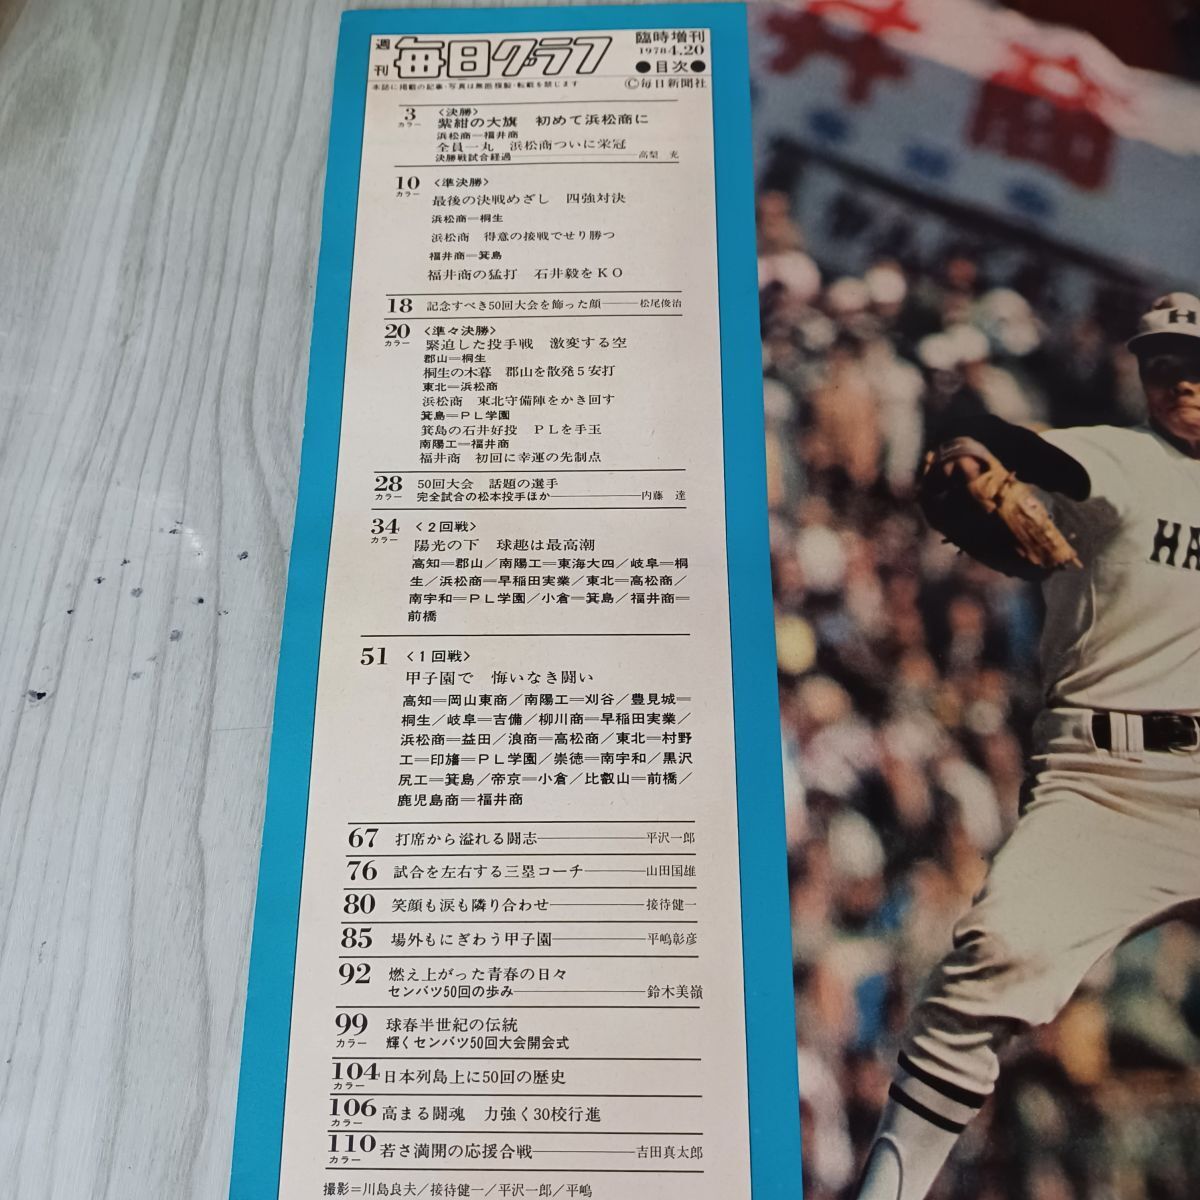 週刊 毎日グラフ
臨時増刊
1978 4.20
●目次●
本誌に掲載の記事・写真は無断複製・転載を禁じます
©毎日新聞社
3 カラー
〈決勝〉
紫紺の大旗 初めて浜松商に
浜松商＝福井商
全員一丸 浜松商ついに栄冠
決勝戦試合経過――高梨 充
10 カラー
〈準決勝〉
最後の決戦めざし 四強対決
浜松商＝桐生
浜松商 得意の接戦でせり勝つ
福井商＝箕島
福井商の猛打 石井毅をKO
18 記念すべき50回大会を飾った顔――松尾俊治
20 カラー
〈準々決勝〉
緊迫した投手戦 激変する空
郡山＝桐生
桐生の木暮 郡山を散発5安打
東北＝浜松商
浜松商 東北守備陣をかき回す
箕島＝PL学園
箕島の石井好投 PLを手玉
南陽工＝福井商
福井商 初回に幸運の先制点
28 カラー
50回大会 話題の選手
完全試合の松本投手ほか――内藤 達
34 カラー
〈2回戦〉
陽光の下 球趣は最高潮
高知＝郡山／南陽工＝東海大四／岐阜＝桐
生／浜松商＝早稲田実業／東北＝高松商／
南宇和＝PL学園／小倉＝箕島／福井商＝
前橋
51 〈1回戦〉
甲子園で 悔いなき闘い
高知＝岡山東商／南陽工＝刈谷／豊見城＝
桐生／岐阜＝吉備／柳川商＝早稲田実業／
浜松商＝益田／浪商＝高松商／東北＝村野
工＝印旛＝PL学園／崇徳＝南宇和／黒沢
尻工＝箕島／帝京＝小倉／比叡山＝前橋／
鹿児島商＝福井商
67 打席から溢れる闘志――平沢一郎
76 試合を左右する三塁コーチ――山田国雄
80 笑顔も涙も隣り合わせ――接待健一
85 場外もにぎわう甲子園――平嶋彰彦
92 燃え上がった青春の日々
センバツ50回の歩み――鈴木美嶺
99 カラー
球春半世紀の伝統
輝くセンバツ50回大会開会式
104 カラー
日本列島上に50回の歴史
106 カラー
高まる闘魂 力強く30校行進
110 カラー
若さ満開の応援合戦――吉田真太郎
撮影＝川島良夫／接待健一／平沢一郎／平嶋
H
HA